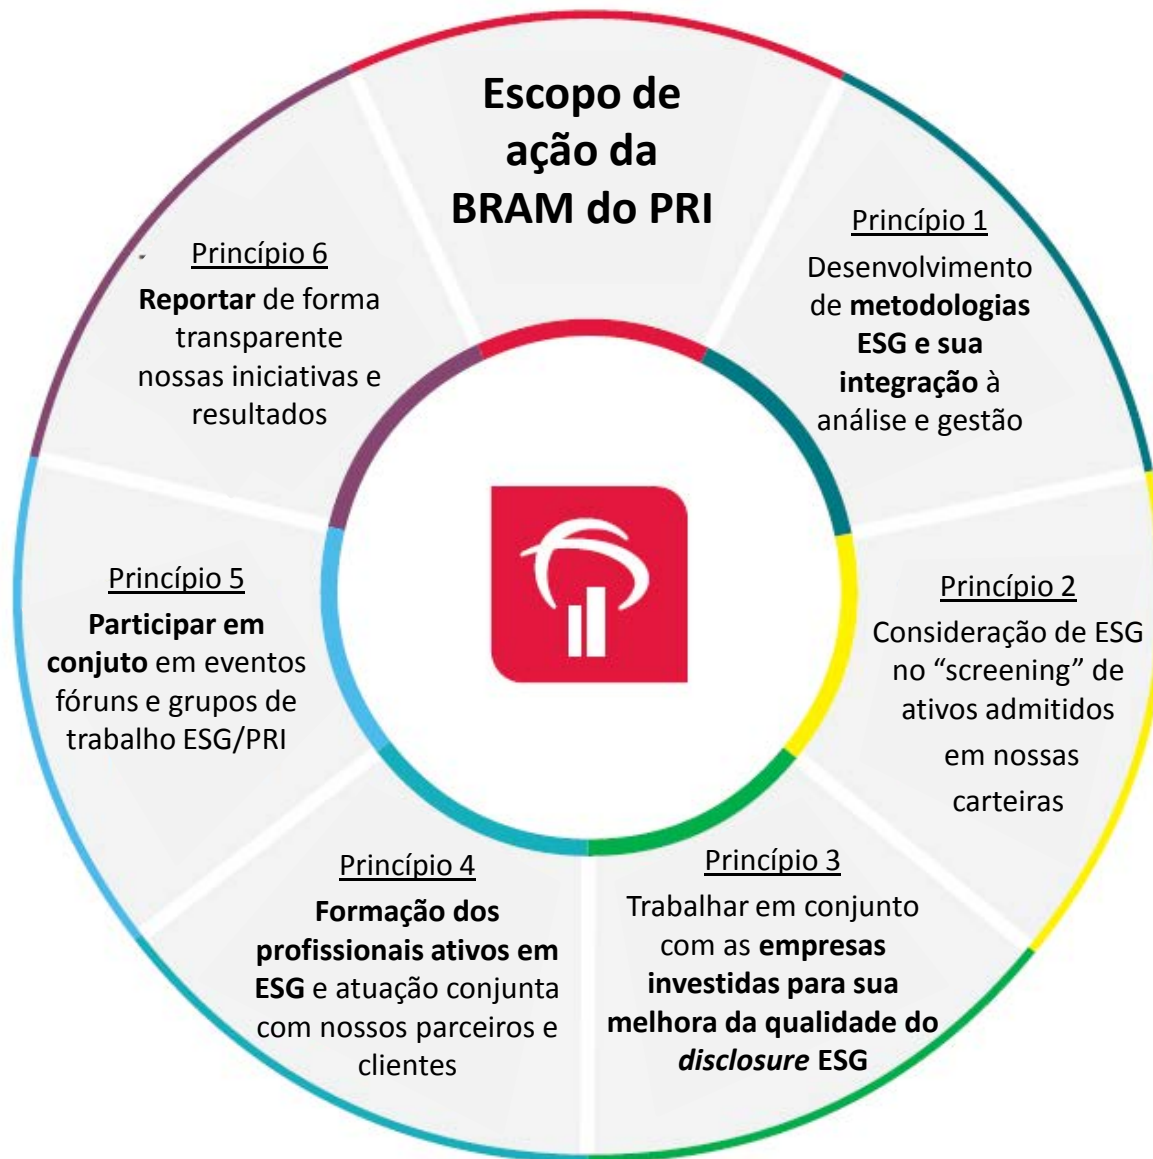 Escopo de
ação da
BRAM do PRI
Princípio 1
Desenvolvimento
de metodologias
ESG e sua
integração à
análise e gestão
Princípio 2
Consideração de ESG
no “screening” de
ativos admitidos
em nossas
carteiras
Princípio 3
Trabalhar em conjunto
com as empresas
investidas para sua
melhora da qualidade do
disclosure ESG
Princípio 4
Formação dos
profissionais ativos em
ESG e atuação conjunta
com nossos parceiros e
clientes
Princípio 5
Participar em
conjuto em eventos
fóruns e grupos de
trabalho ESG/PRI
Princípio 6
Reportar de forma
transparente
nossas iniciativas e
resultados